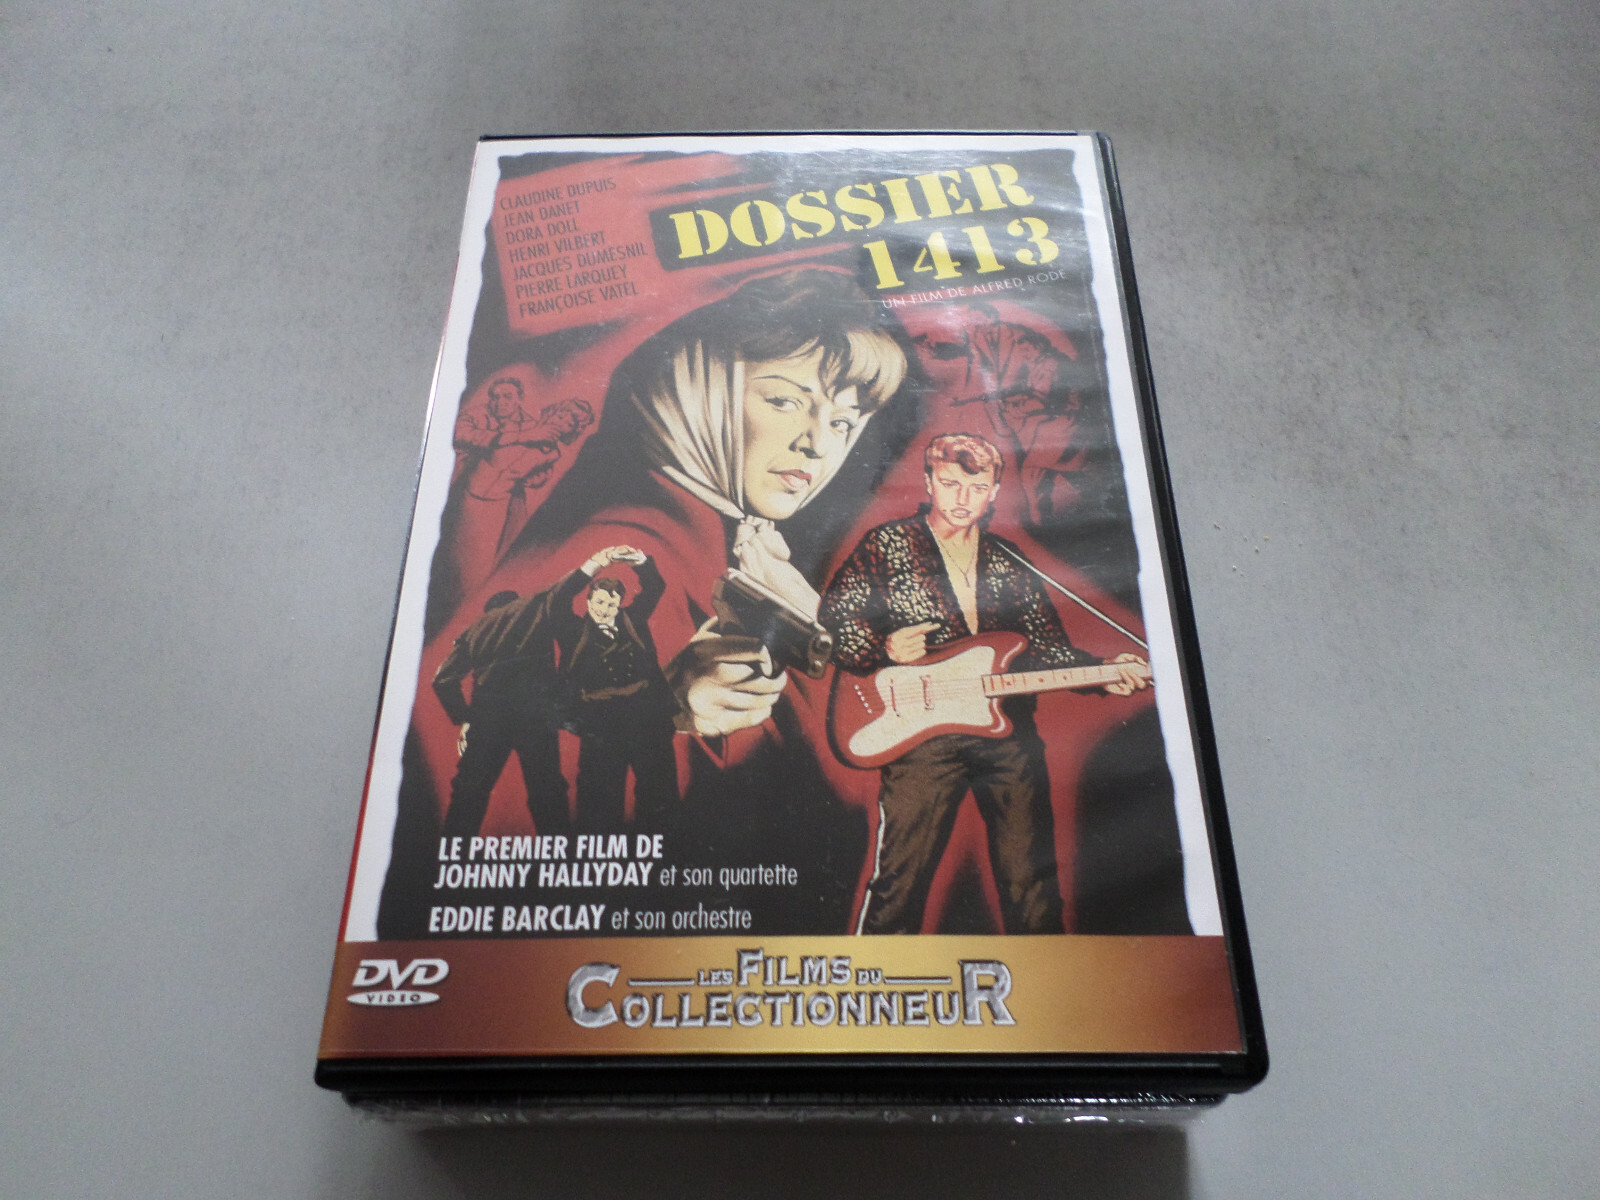 CLAUDINE DUPUIS
JEAN DANET
DORA DOLL
HENRI VILBERT
JACQUES DUMESNIL
PIERRE LARQUEY
FRANÇOISE VATEL
DOSSIER
1413
UN FILM DE ALFRED RODE
LE PREMIER FILM DE
JOHNNY HALLYDAY et son quartette
EDDIE BARCLAY et son orchestre
DVD
VIDEO
LES FILMS DU
COLLECTIONNEUR